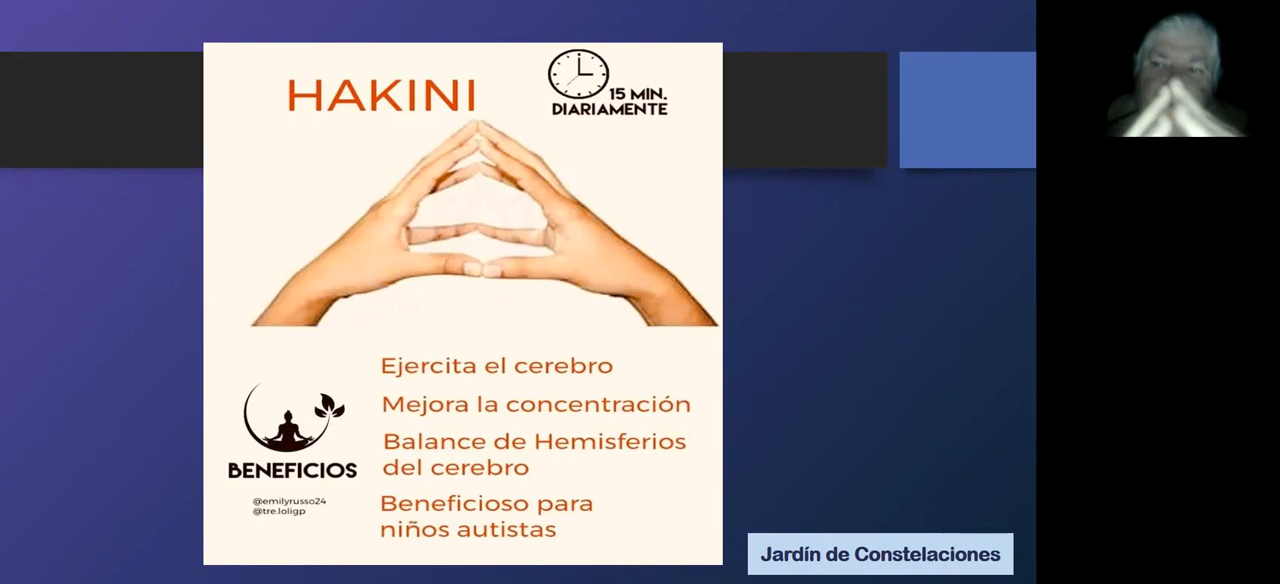 HAKINI
15 MIN.
DIARIAMENTE
Ejercita el cerebro
Mejora la concentración
Balance de Hemisferios
del cerebro
Beneficioso para
niños autistas
BENEFICIOS
@emilyrusso24
@tre.loligp
Jardín de Constelaciones